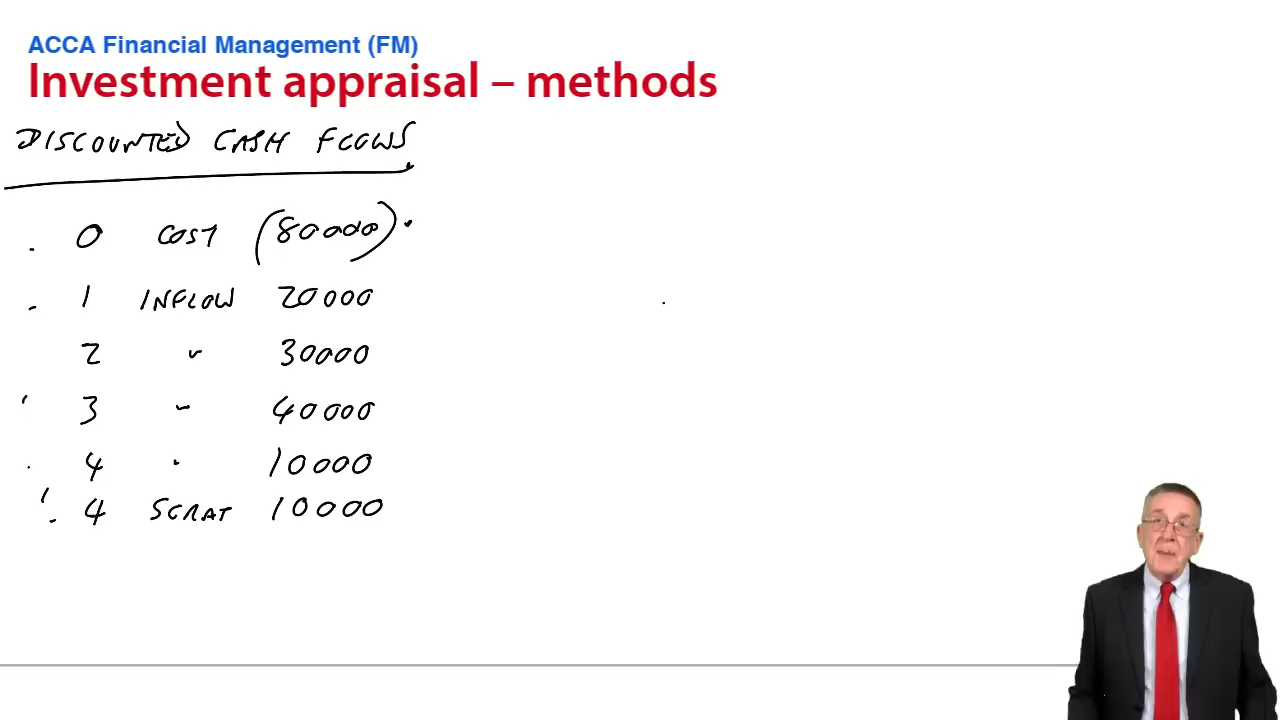 ACCA Financial Management (FM)
Investment appraisal – methods
DISCOUNTED CASH FLOWS
0 COST (80000)
1 INFLOW 20000
2 " 30000
3 " 40000
4 " 10000
4 SCRAP 10000